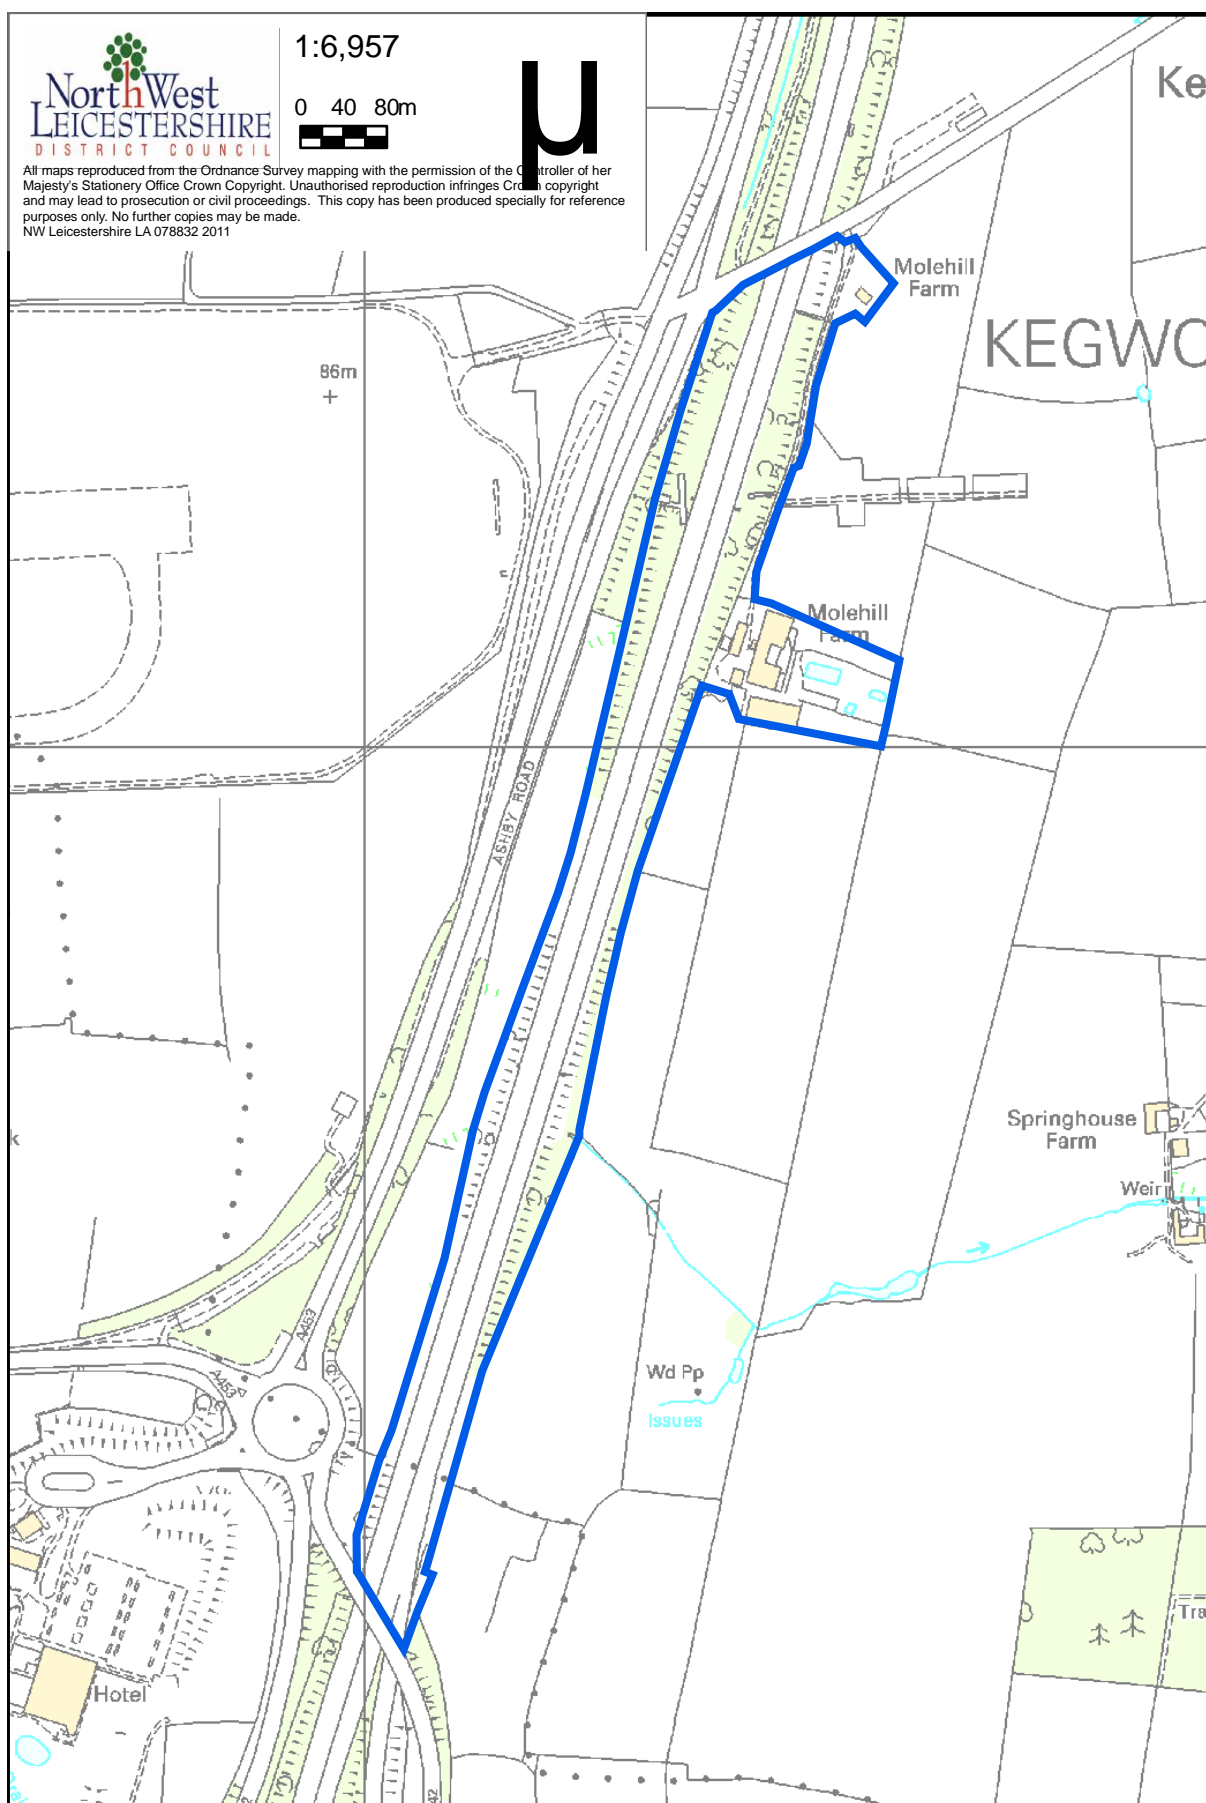 NorthWest
LEICESTERSHIRE
DISTRICT COUNCIL
1:6,957
0 40 80m
µ
All maps reproduced from the Ordnance Survey mapping with the permission of the Controller of her
Majesty's Stationery Office Crown Copyright. Unauthorised reproduction infringes Crown copyright
and may lead to prosecution or civil proceedings. This copy has been produced specially for reference
purposes only. No further copies may be made.
NW Leicestershire LA 078832 2011
Ke
Molehill
Farm
KEGWO
86m
Molehill
Farm
ASHBY ROAD
k
Springhouse
Farm
Weir
A453
A453
Wd Pp
Issues
Tra
Hotel
42